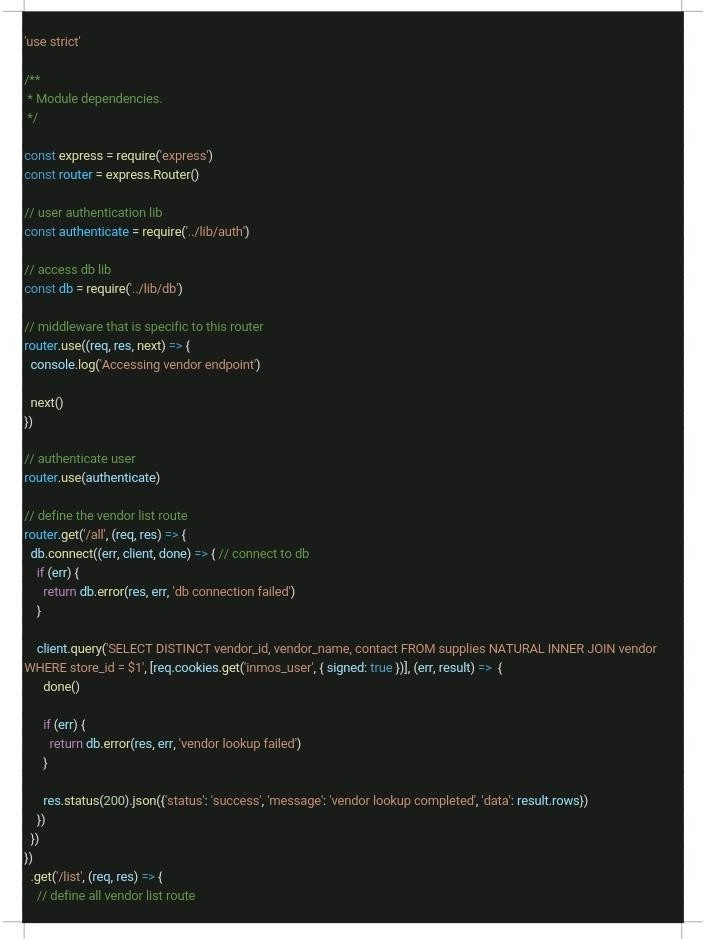 'use strict'
/**
 * Module dependencies.
 */
const express = require('express')
const router = express.Router()
// user authentication lib
const authenticate = require('../lib/auth')
// access db lib
const db = require('../lib/db')
// middleware that is specific to this router
router.use((req, res, next) => {
  console.log('Accessing vendor endpoint')
  next()
})
// authenticate user
router.use(authenticate)
// define the vendor list route
router.get('/all', (req, res) => {
  db.connect((err, client, done) => { // connect to db
    if (err) {
      return db.error(res, err, 'db connection failed')
    }
    client.query('SELECT DISTINCT vendor_id, vendor_name, contact FROM supplies NATURAL INNER JOIN vendor
WHERE store_id = $1', [req.cookies.get('inmos_user', { signed: true })], (err, result) => {
      done()
      if (err) {
        return db.error(res, err, 'vendor lookup failed')
      }
      res.status(200).json({'status': 'success', 'message': 'vendor lookup completed', 'data': result.rows})
    })
  })
})
  .get('/list', (req, res) => {
    // define all vendor list route